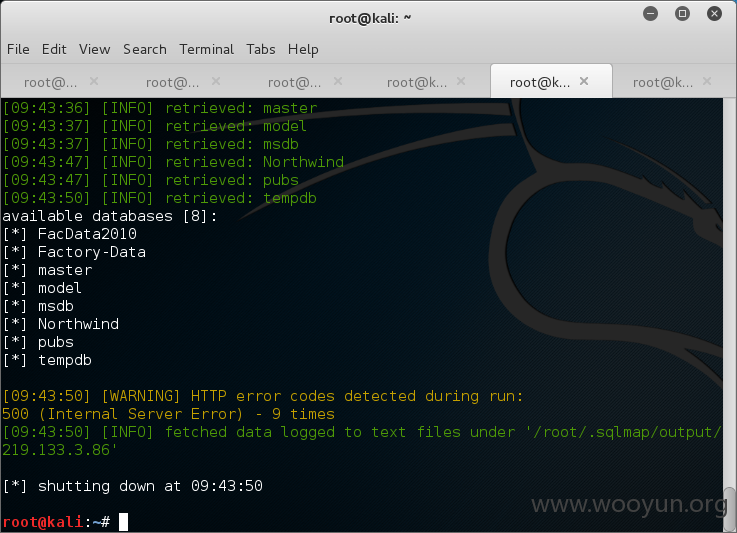 root@kali: ~
File Edit View Search Terminal Tabs Help
root@... root@... root@... root@k... root@k... root@k...
[09:43:36] [INFO] retrieved: master
[09:43:37] [INFO] retrieved: model
[09:43:37] [INFO] retrieved: msdb
[09:43:47] [INFO] retrieved: Northwind
[09:43:47] [INFO] retrieved: pubs
[09:43:50] [INFO] retrieved: tempdb
available databases [8]:
[*] FacData2010
[*] Factory-Data
[*] master
[*] model
[*] msdb
[*] Northwind
[*] pubs
[*] tempdb
[09:43:50] [WARNING] HTTP error codes detected during run:
500 (Internal Server Error) - 9 times
[09:43:50] [INFO] fetched data logged to text files under '/root/.sqlmap/output/
219.133.3.86'
[*] shutting down at 09:43:50
www.wooyun.org
root@kali:~#